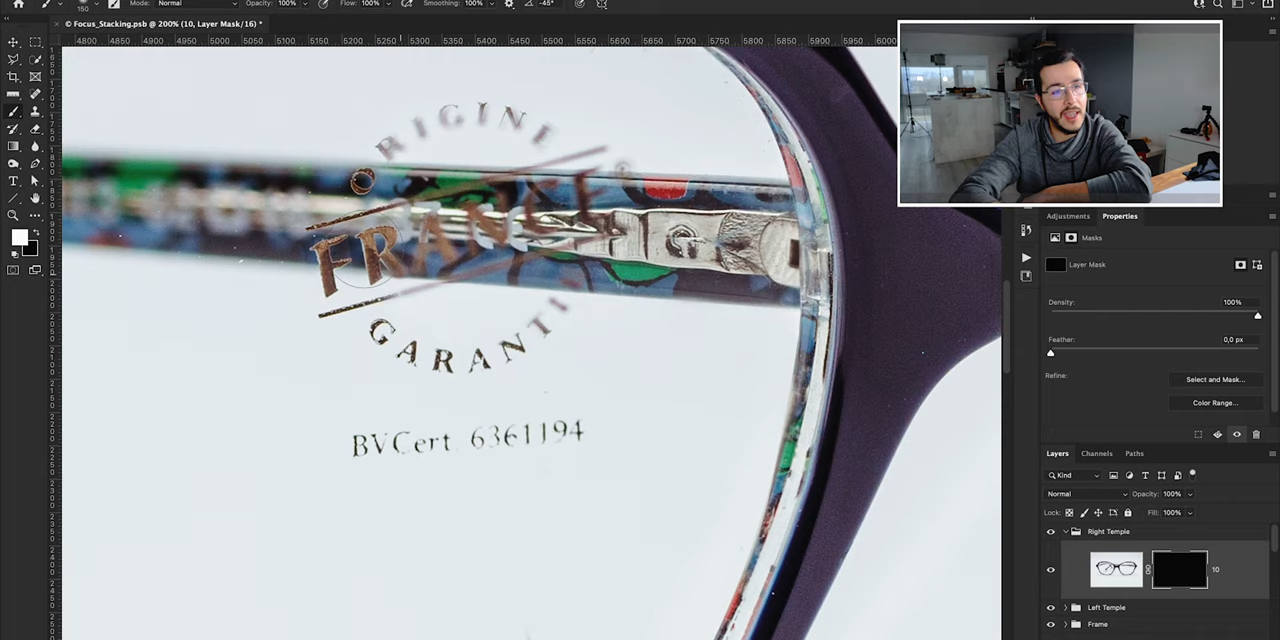 150 Mode: Normal Opacity: 100% Flow: 100% Smoothing: 100% -45°
× © Focus_Stacking.psb @ 200% (10, Layer Mask/16) *
4800 4850 4900 4950 5000 5050 5100 5150 5200 5250 5300 5350 5400 5450 5500 5550 5600 5650 5700 5750 5800 5850 5900 5950 6000
ORIGINE
FRANCE
GARANTI
BVCert. 6361194
Adjustments Properties
Masks
Layer Mask
Density: 100%
Feather: 0,0 px
Refine: Select and Mask...
Color Range...
Layers Channels Paths
Kind
Normal Opacity: 100%
Lock: Fill: 100%
Right Temple
10
Left Temple
Frame